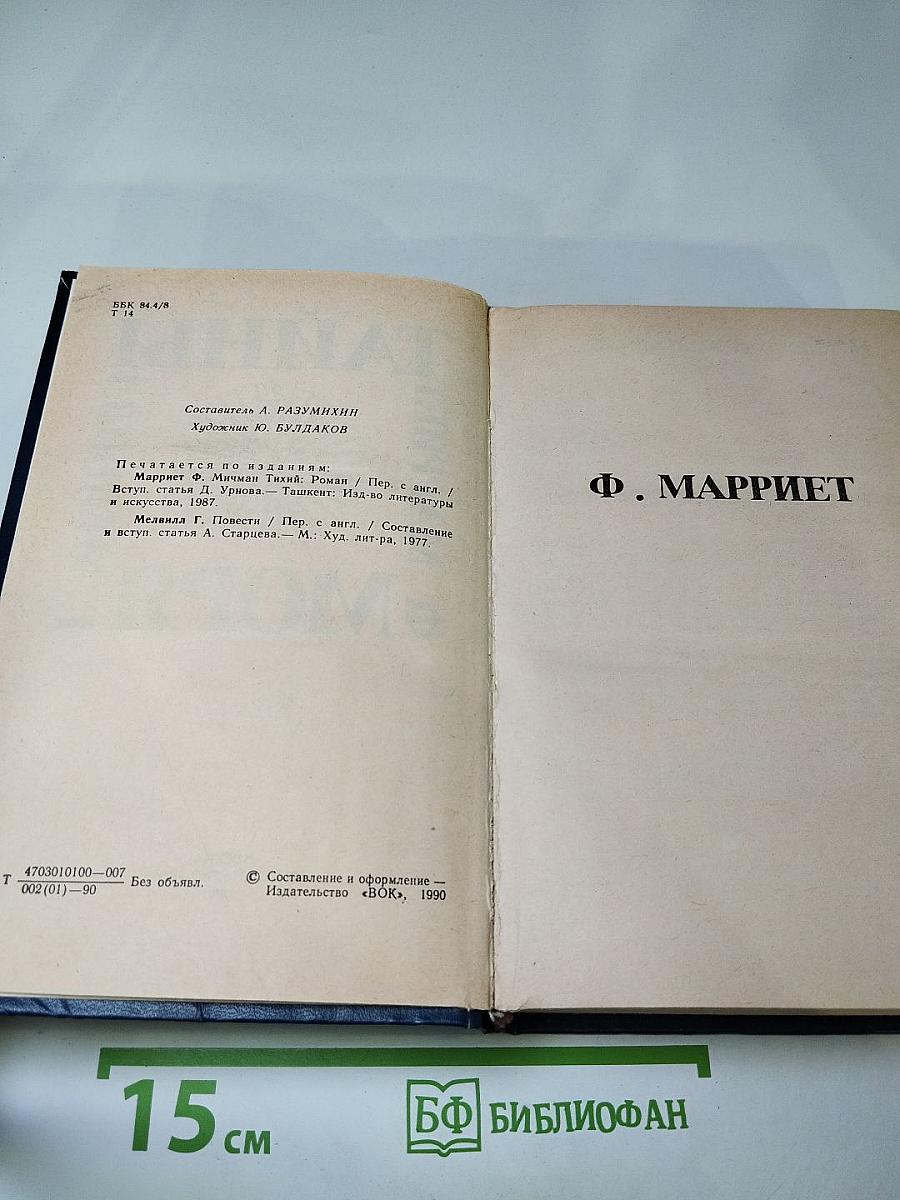 ББК 84.4/8
Т 14
Составитель А. РАЗУМИХИН
Художник Ю. БУЛДАКОВ
Печатается по изданиям:
Марриет Ф. Мичман Тихий: Роман / Пер. с англ. /
Вступ. статья Д. Урнова.— Ташкент: Изд-во литературы
и искусства, 1987.
Мелвилл Г. Повести / Пер. с англ. / Составление
и вступ. статья А. Старцева.— М.: Худ. лит-ра, 1977.
Т 4703010100—007
002(01)—90 Без объявл.
© Составление и оформление —
Издательство «ВОК», 1990
Ф. МАРРИЕТ
15 см
БФ БИБЛИОФАН